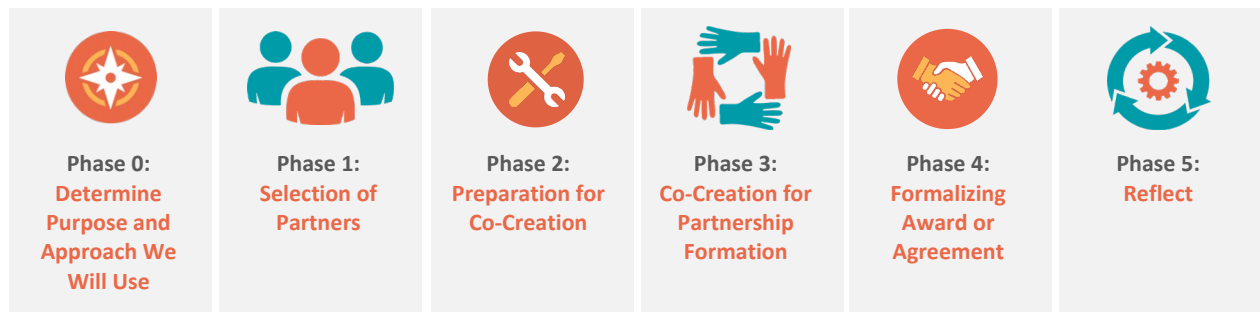 Phase 0:
Determine
Purpose and
Approach We
Will Use
Phase 1:
Selection of
Partners
Phase 2:
Preparation for
Co-Creation
Phase 3:
Co-Creation for
Partnership
Formation
Phase 4:
Formalizing
Award or
Agreement
Phase 5:
Reflect